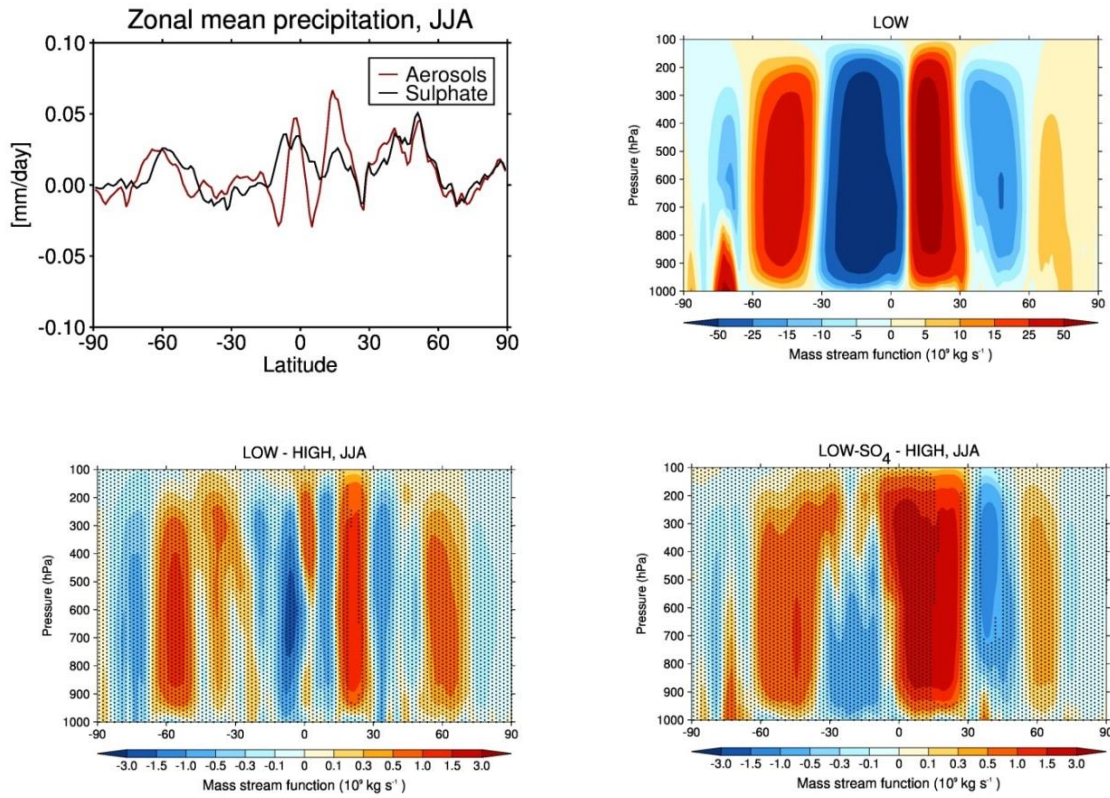 Zonal mean precipitation, JJA
0.10
0.05
0.00
-0.05
-0.10
[mm/day]
Aerosols
Sulphate
-90 -60 -30 0 30 60 90
Latitude
LOW
100
200
300
400
500
600
700
800
900
1000
Pressure (hPa)
-90 -60 -30 0 30 60 90
-50 -25 -15 -10 -5 0 5 10 15 25 50
Mass stream function (10⁹ kg s⁻¹)
LOW - HIGH, JJA
100
200
300
400
500
600
700
800
900
1000
Pressure (hPa)
-90 -60 -30 0 30 60 90
-3.0 -1.5 -1.0 -0.5 -0.3 -0.1 0 0.1 0.3 0.5 1.0 1.5 3.0
Mass stream function (10⁹ kg s⁻¹)
LOW-SO₄ - HIGH, JJA
100
200
300
400
500
600
700
800
900
1000
Pressure (hPa)
-90 -60 -30 0 30 60 90
-3.0 -1.5 -1.0 -0.5 -0.3 -0.1 0 0.1 0.3 0.5 1.0 1.5 3.0
Mass stream function (10⁹ kg s⁻¹)